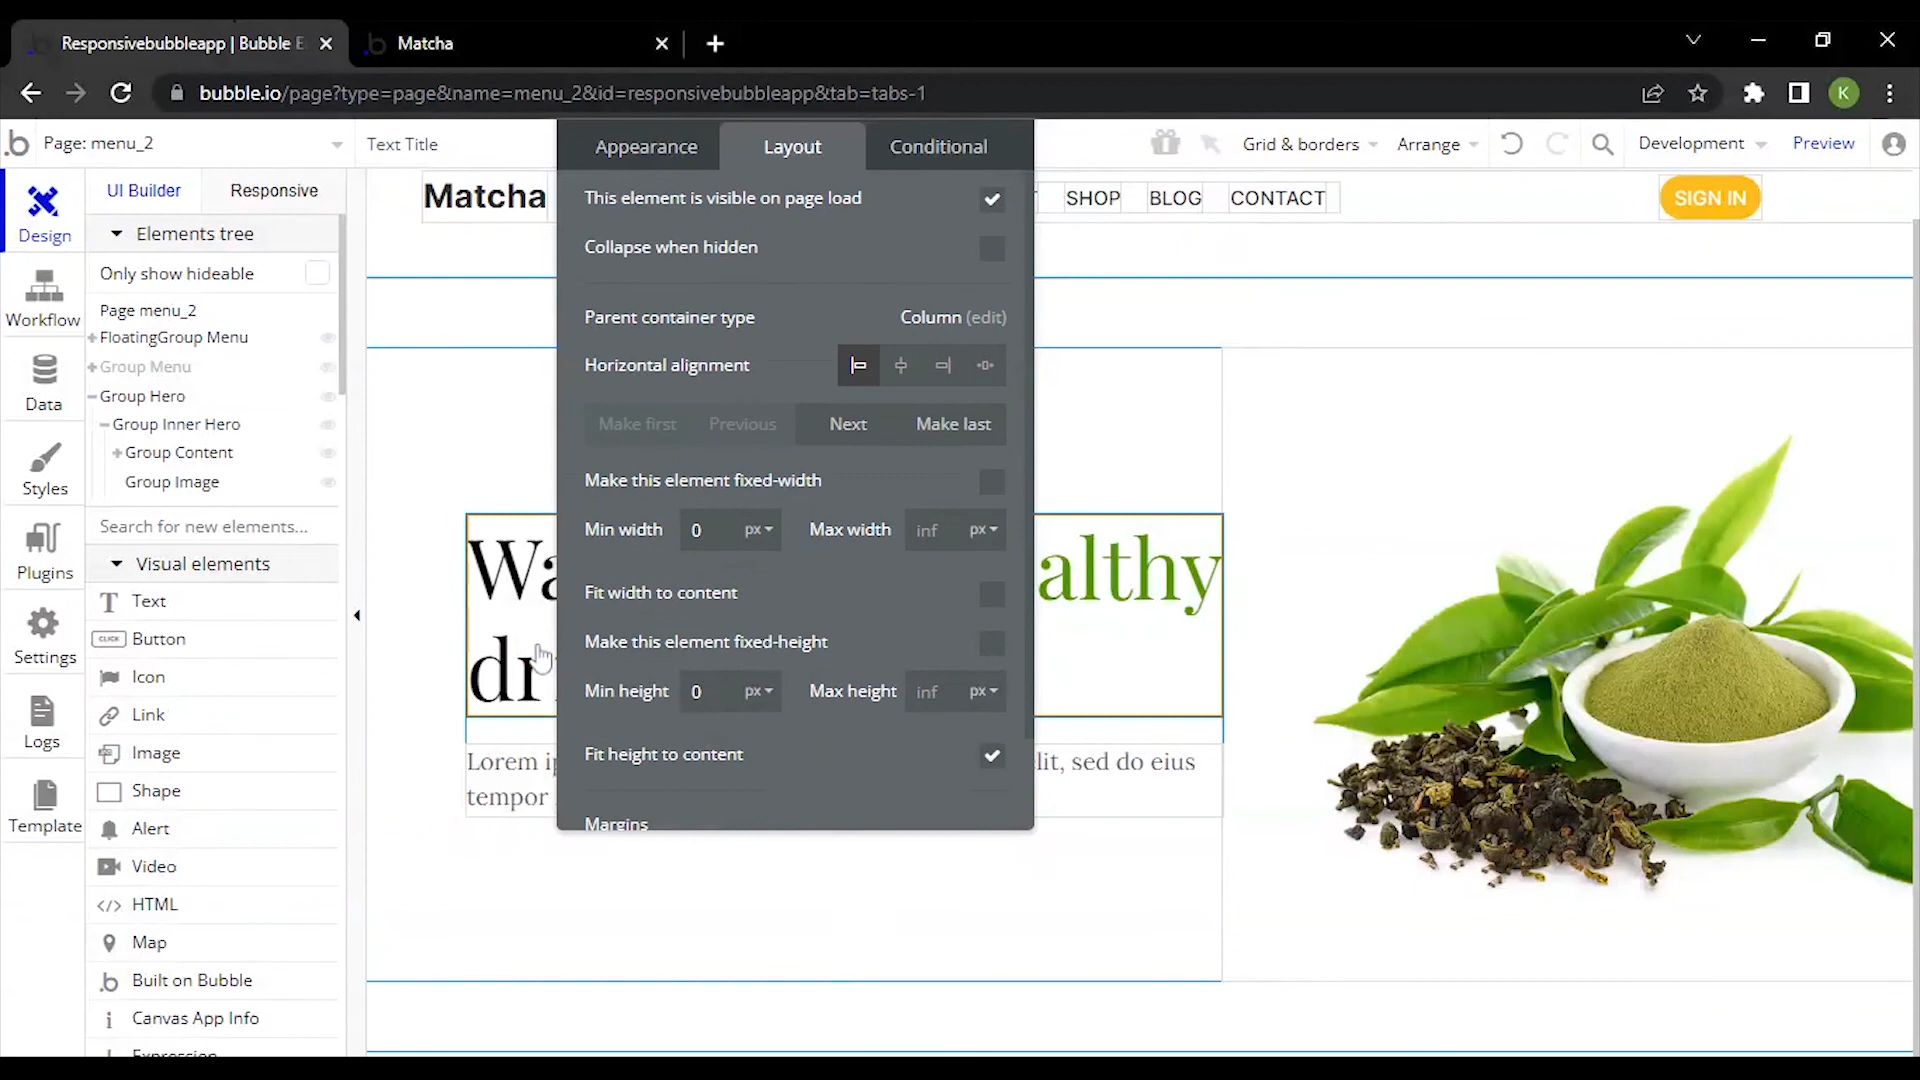 Responsivebubbleapp | Bubble E
Matcha
bubble.io/page?type=page&name=menu_2&id=responsivebubbleapp&tab=tabs-1
K
Page: menu_2
Text Title
Grid & borders
Arrange
Development
Preview
Design
Workflow
Data
Styles
Plugins
Settings
Logs
Template
UI Builder
Responsive
Elements tree
Only show hideable
Page menu_2
FloatingGroup Menu
Group Menu
Group Hero
Group Inner Hero
Group Content
Group Image
Search for new elements...
Visual elements
Text
CLICK Button
Icon
Link
Image
Shape
Alert
Video
HTML
Map
Built on Bubble
Canvas App Info
Expression
Matcha
SHOP
BLOG
CONTACT
SIGN IN
Appearance
Layout
Conditional
This element is visible on page load
Collapse when hidden
Parent container type
Column (edit)
Horizontal alignment
Make first
Previous
Next
Make last
Make this element fixed-width
Min width 0 px
Max width inf px
Fit width to content
Make this element fixed-height
Min height 0 px
Max height inf px
Fit height to content
Margins
althy
Lorem
lit, sed do eius
tempor